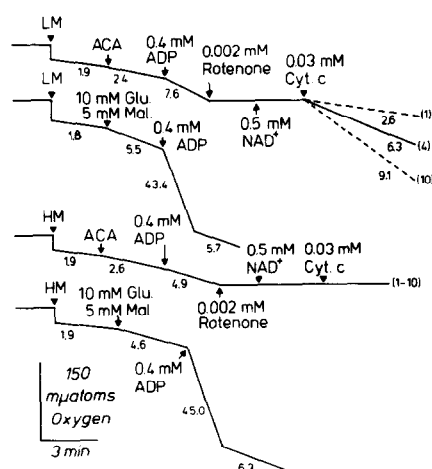 LM
ACA
0.4 mM
ADP
0.002 mM
Rotenone
0.03 mM
Cyt. c
1.9
2.4
7.6
0.5 mM
NAD+
2.6
(1)
6.3
(4)
9.1
(10)
LM
10 mM Glu.
5 mM Mal.
0.4 mM
ADP
1.8
5.5
43.4
5.7
HM
ACA
0.4 mM
ADP
0.5 mM
NAD+
0.03 mM
Cyt. c
1.9
2.6
4.9
0.002 mM
Rotenone
(1-10)
HM
10 mM Glu.
5 mM Mal
1.9
4.6
0.4 mM
ADP
45.0
6.3
150
µatoms
Oxygen
3 min